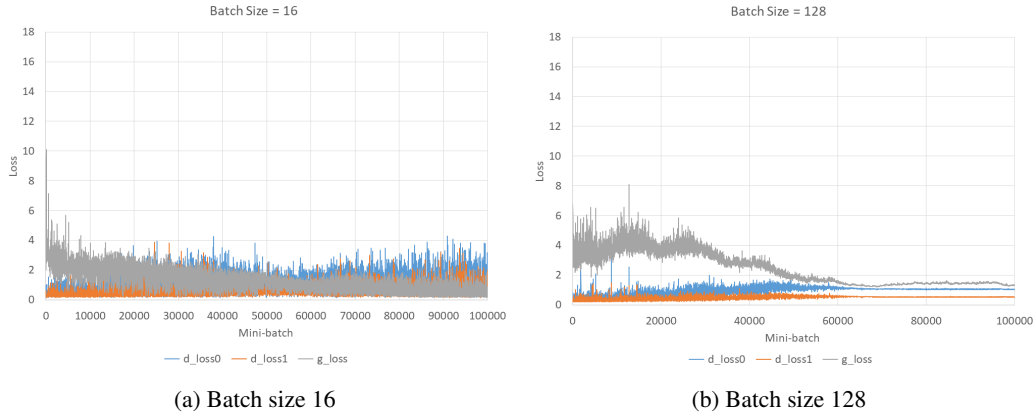 Batch Size = 16
18
16
14
12
10
8
6
4
2
0
Loss
0 10000 20000 30000 40000 50000 60000 70000 80000 90000 100000
Mini-batch
d_loss0 d_loss1 g_loss
(a) Batch size 16
Batch Size = 128
18
16
14
12
10
8
6
4
2
0
Loss
0 20000 40000 60000 80000 100000
Mini-batch
d_loss0 d_loss1 g_loss
(b) Batch size 128